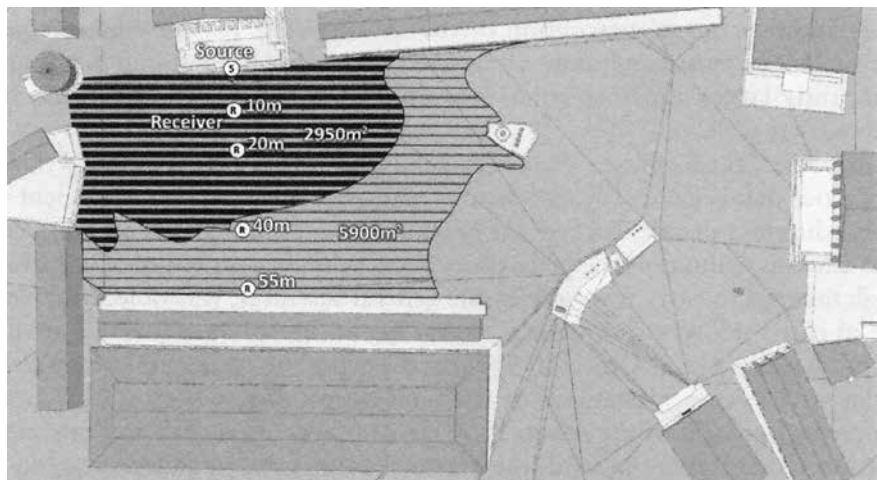 Source
S
R 10m
Receiver
R 20m 2950m²
R 40m 5900m²
R 55m